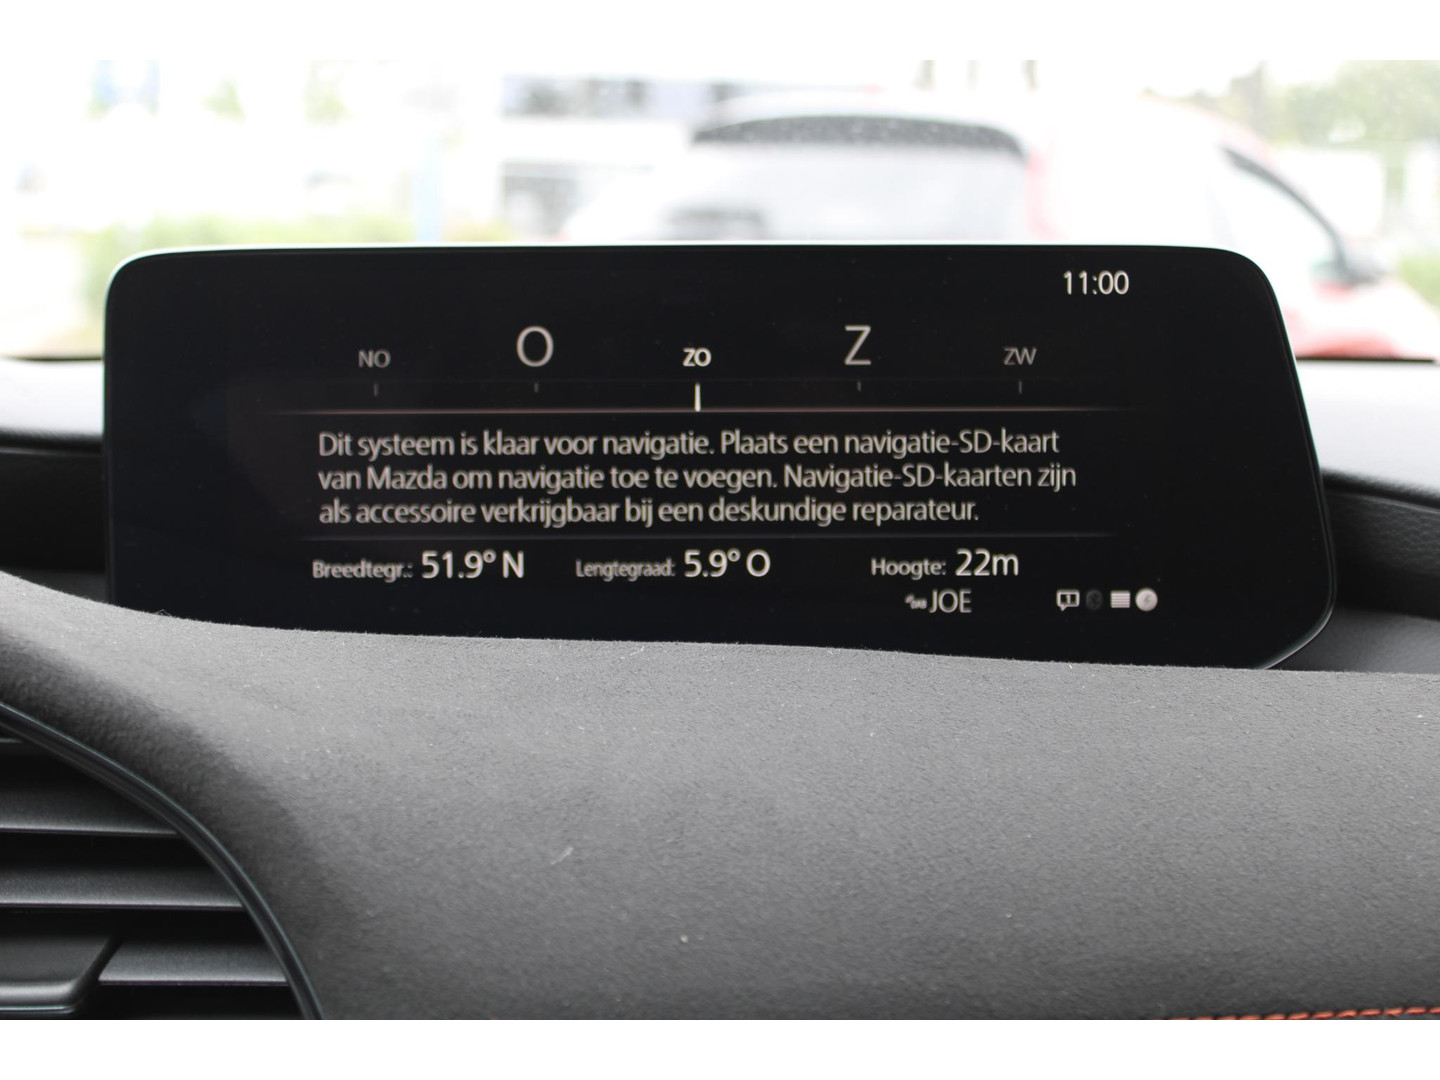 11:00
NO O ZO Z ZW
Dit systeem is klaar voor navigatie. Plaats een navigatie-SD-kaart
van Mazda om navigatie toe te voegen. Navigatie-SD-kaarten zijn
als accessoire verkrijgbaar bij een deskundige reparateur.
Breedtegr.: 51.9° N Lengtegraad: 5.9° O Hoogte: 22m
DAB JOE 1